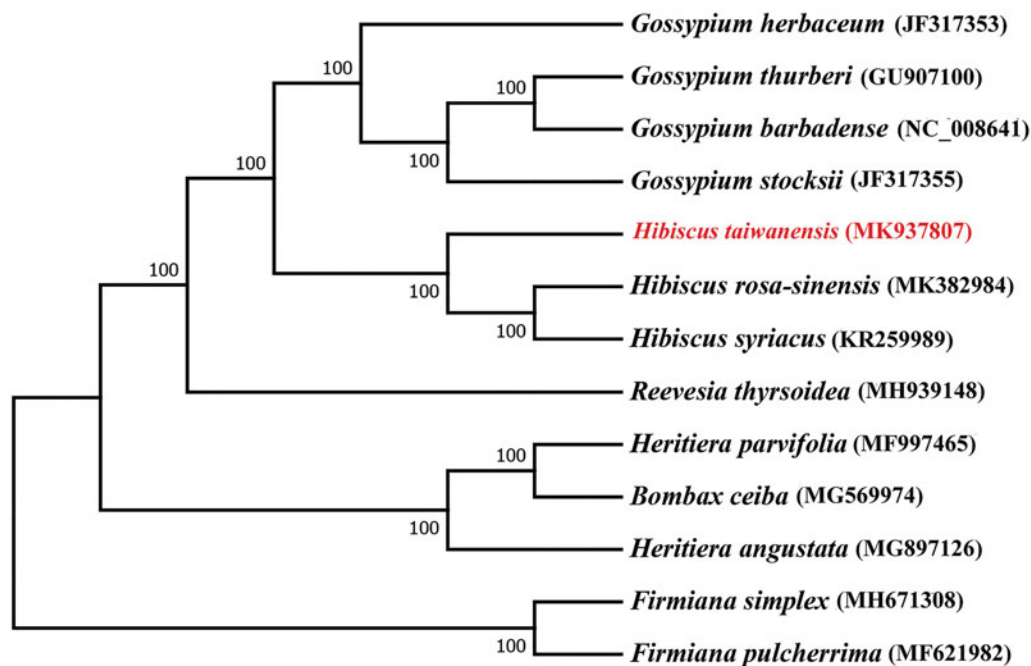 Gossypium herbaceum (JF317353)
100
Gossypium thurberi (GU907100)
100
Gossypium barbadense (NC_008641)
100
100
Gossypium stocksii (JF317355)
Hibiscus taiwanensis (MK937807)
100
Hibiscus rosa-sinensis (MK382984)
100
100
Hibiscus syriacus (KR259989)
Reevesia thyrsoidea (MH939148)
Heritiera parvifolia (MF997465)
100
Bombax ceiba (MG569974)
100
Heritiera angustata (MG897126)
Firmiana simplex (MH671308)
100
Firmiana pulcherrima (MF621982)